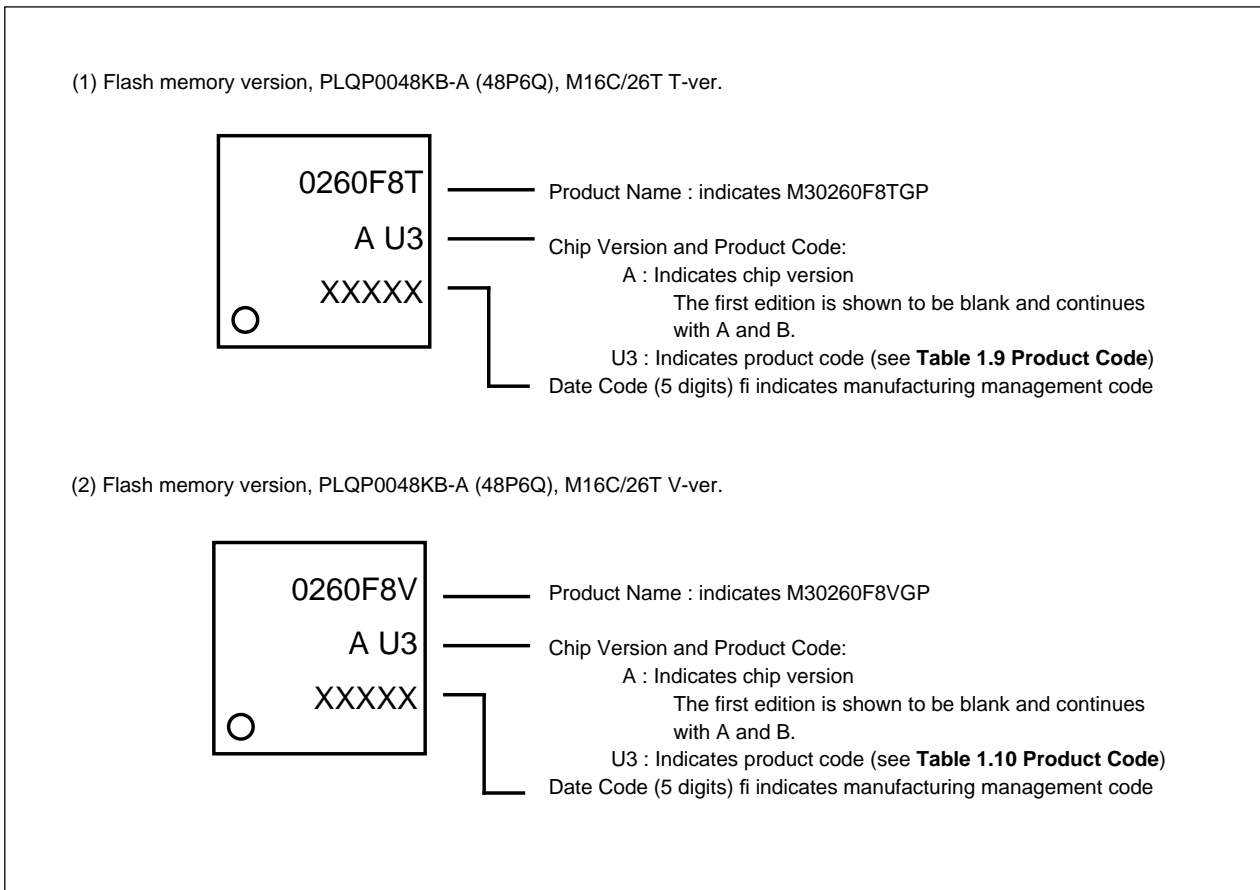 (1) Flash memory version, PLQP0048KB-A (48P6Q), M16C/26T T-ver.
0260F8T
Product Name : indicates M30260F8TGP
A U3
Chip Version and Product Code:
A : Indicates chip version
The first edition is shown to be blank and continues
with A and B.
XXXXX
U3 : Indicates product code (see Table 1.9 Product Code)
Date Code (5 digits) fi indicates manufacturing management code
(2) Flash memory version, PLQP0048KB-A (48P6Q), M16C/26T V-ver.
0260F8V
Product Name : indicates M30260F8VGP
A U3
Chip Version and Product Code:
A : Indicates chip version
The first edition is shown to be blank and continues
with A and B.
XXXXX
U3 : Indicates product code (see Table 1.10 Product Code)
Date Code (5 digits) fi indicates manufacturing management code